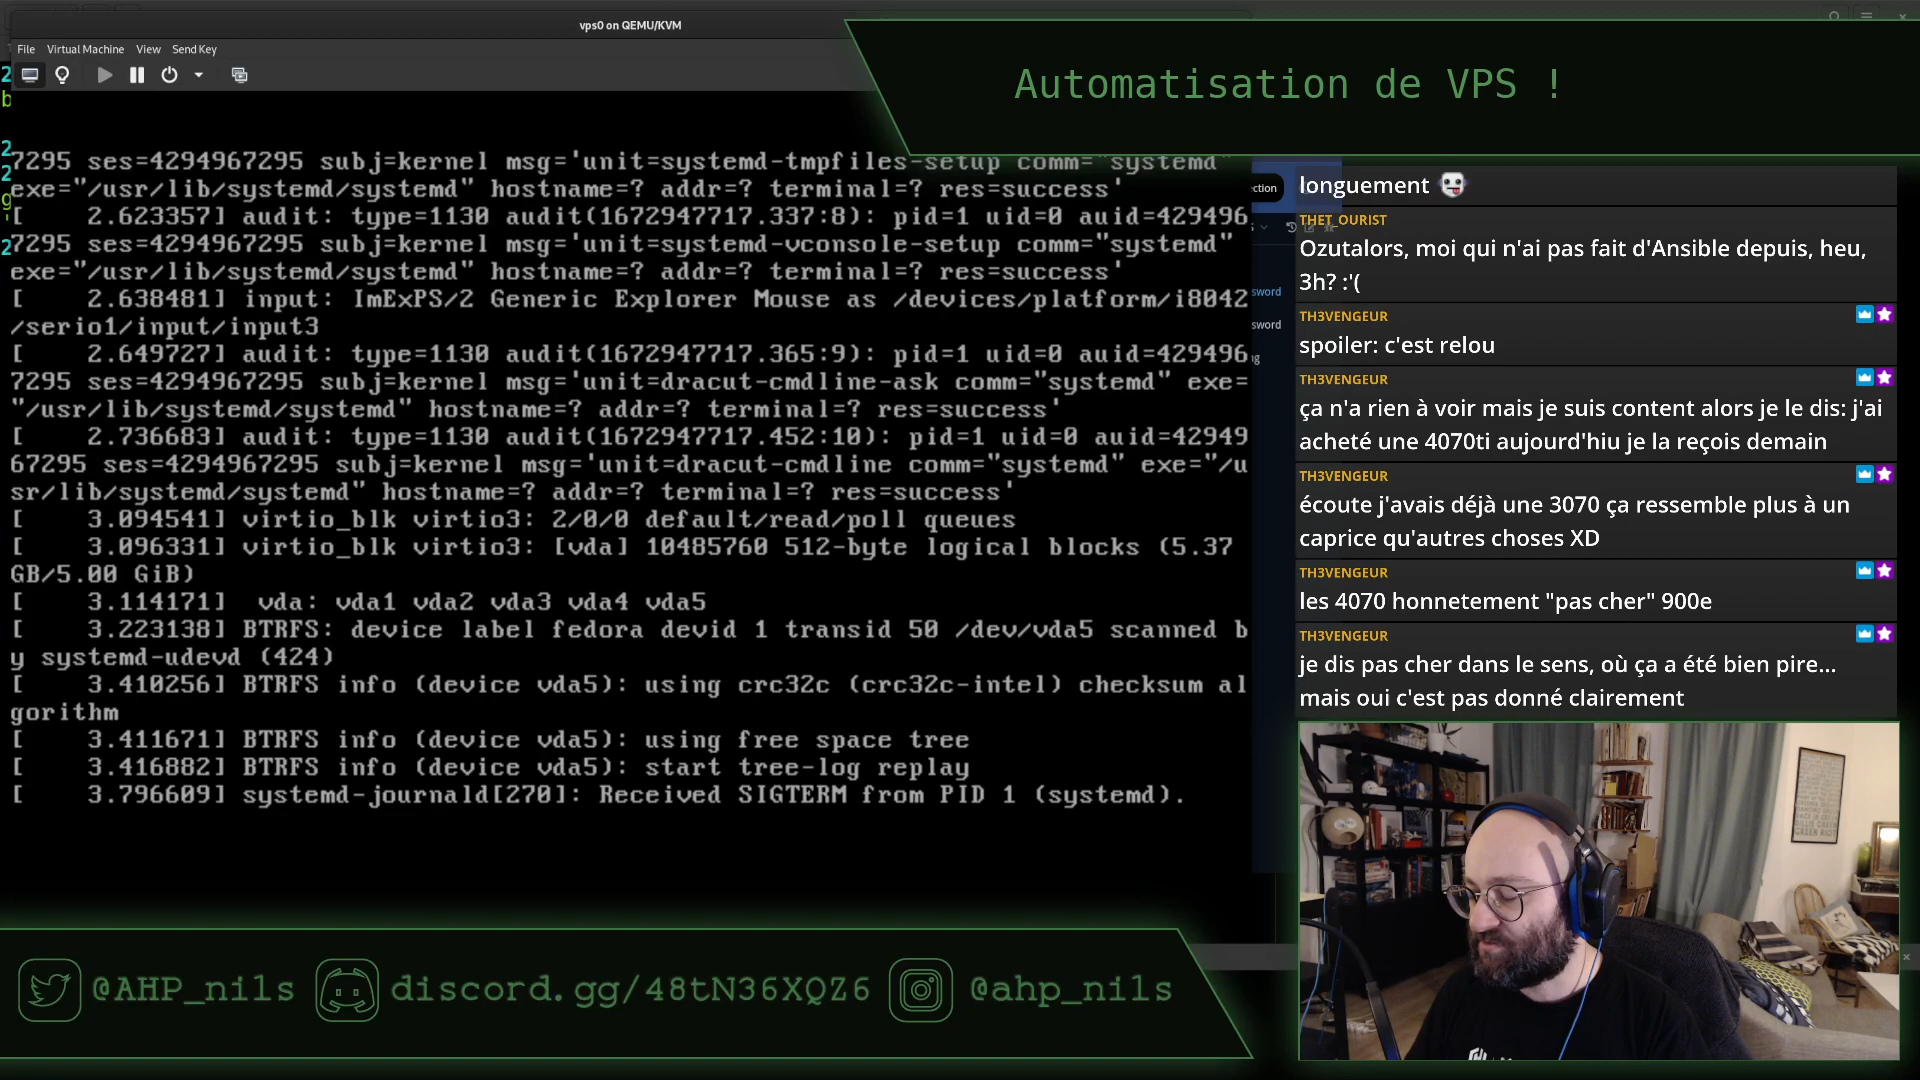 vps0 on QEMU/KVM
File Virtual Machine View Send Key
Automatisation de VPS !
7295 ses=4294967295 subj=kernel msg='unit=systemd-tmpfiles-setup comm="systemd"
exe="/usr/lib/systemd/systemd" hostname=? addr=? terminal=? res=success'
[    2.623357] audit: type=1130 audit(1672947717.337:8): pid=1 uid=0 auid=429496
7295 ses=4294967295 subj=kernel msg='unit=systemd-vconsole-setup comm="systemd"
exe="/usr/lib/systemd/systemd" hostname=? addr=? terminal=? res=success'
[    2.638481] input: ImExPS/2 Generic Explorer Mouse as /devices/platform/i8042
/serio1/input/input3
[    2.649727] audit: type=1130 audit(1672947717.365:9): pid=1 uid=0 auid=429496
7295 ses=4294967295 subj=kernel msg='unit=dracut-cmdline-ask comm="systemd" exe=
"/usr/lib/systemd/systemd" hostname=? addr=? terminal=? res=success'
[    2.736683] audit: type=1130 audit(1672947717.452:10): pid=1 uid=0 auid=42949
67295 ses=4294967295 subj=kernel msg='unit=dracut-cmdline comm="systemd" exe="/u
sr/lib/systemd/systemd" hostname=? addr=? terminal=? res=success'
[    3.094541] virtio_blk virtio3: 2/0/0 default/read/poll queues
[    3.096331] virtio_blk virtio3: [vda] 10485760 512-byte logical blocks (5.37
GB/5.00 GiB)
[    3.114171]  vda: vda1 vda2 vda3 vda4 vda5
[    3.223138] BTRFS: device label fedora devid 1 transid 50 /dev/vda5 scanned b
y systemd-udevd (424)
[    3.410256] BTRFS info (device vda5): using crc32c (crc32c-intel) checksum al
gorithm
[    3.411671] BTRFS info (device vda5): using free space tree
[    3.416882] BTRFS info (device vda5): start tree-log replay
[    3.796609] systemd-journald[270]: Received SIGTERM from PID 1 (systemd).
ction
sword
sword
longuement
THET_OURIST
Ozutalors, moi qui n'ai pas fait d'Ansible depuis, heu,
3h? :'(
TH3VENGEUR
spoiler: c'est relou
TH3VENGEUR
ça n'a rien à voir mais je suis content alors je le dis: j'ai
acheté une 4070ti aujourd'hiu je la reçois demain
TH3VENGEUR
écoute j'avais déjà une 3070 ça ressemble plus à un
caprice qu'autres choses XD
TH3VENGEUR
les 4070 honnetement "pas cher" 900e
TH3VENGEUR
je dis pas cher dans le sens, où ça a été bien pire...
mais oui c'est pas donné clairement
@AHP_nils discord.gg/48tN36XQZ6 @ahp_nils